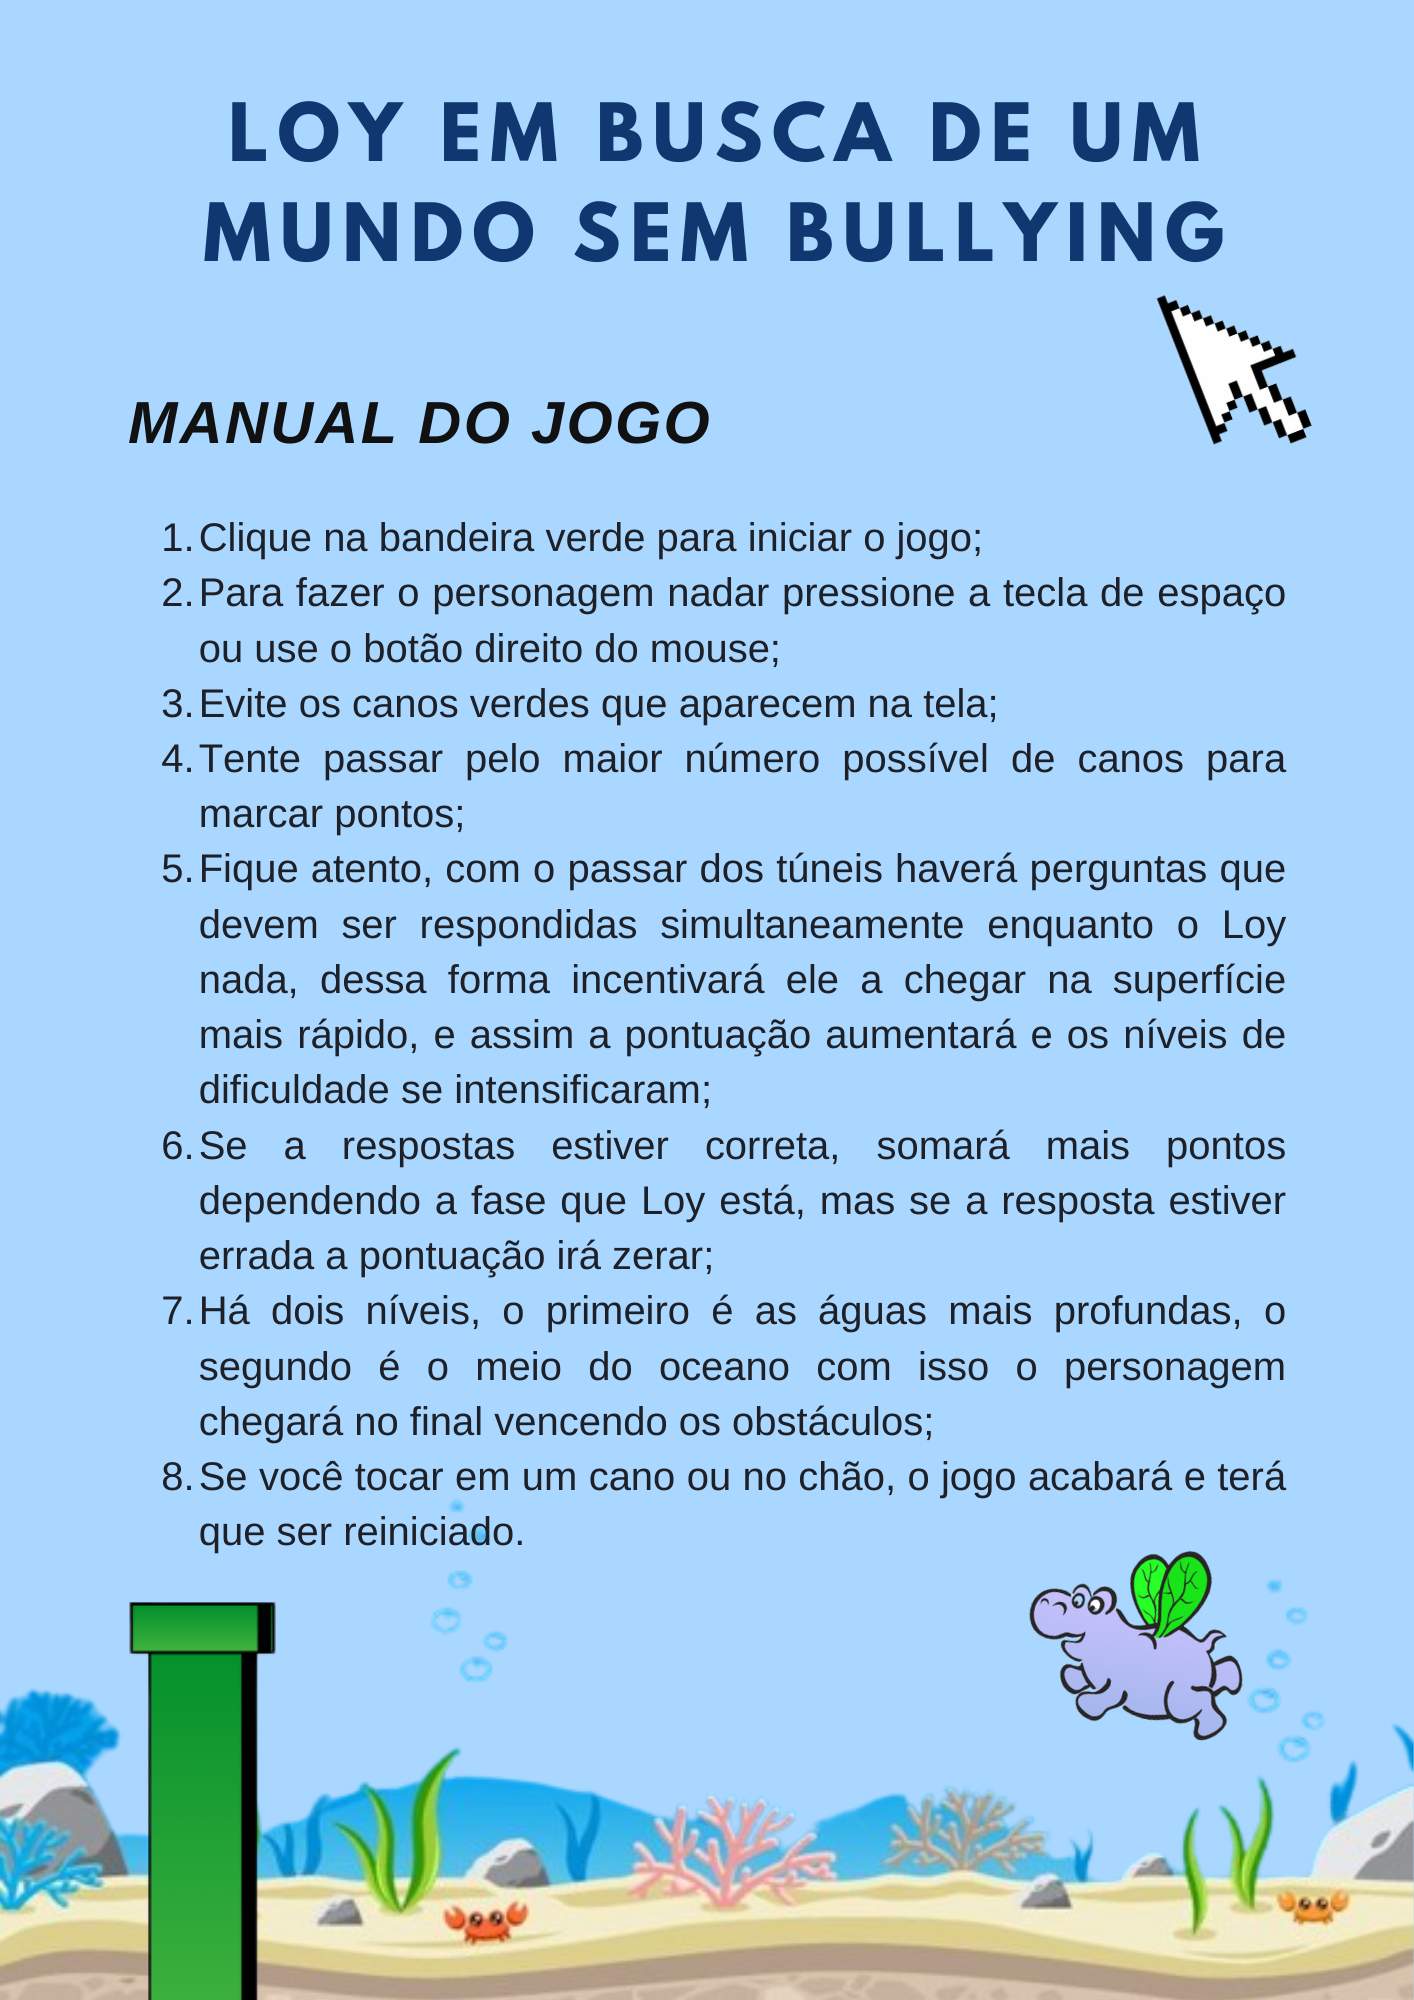 LOY EM BUSCA DE UM
MUNDO SEM BULLYING
MANUAL DO JOGO
1. Clique na bandeira verde para iniciar o jogo;
2. Para fazer o personagem nadar pressione a tecla de espaço
ou use o botão direito do mouse;
3. Evite os canos verdes que aparecem na tela;
4. Tente passar pelo maior número possível de canos para
marcar pontos;
5. Fique atento, com o passar dos túneis haverá perguntas que
devem ser respondidas simultaneamente enquanto o Loy
nada, dessa forma incentivará ele a chegar na superfície
mais rápido, e assim a pontuação aumentará e os níveis de
dificuldade se intensificaram;
6. Se a respostas estiver correta, somará mais pontos
dependendo a fase que Loy está, mas se a resposta estiver
errada a pontuação irá zerar;
7. Há dois níveis, o primeiro é as águas mais profundas, o
segundo é o meio do oceano com isso o personagem
chegará no final vencendo os obstáculos;
8. Se você tocar em um cano ou no chão, o jogo acabará e terá
que ser reiniciado.